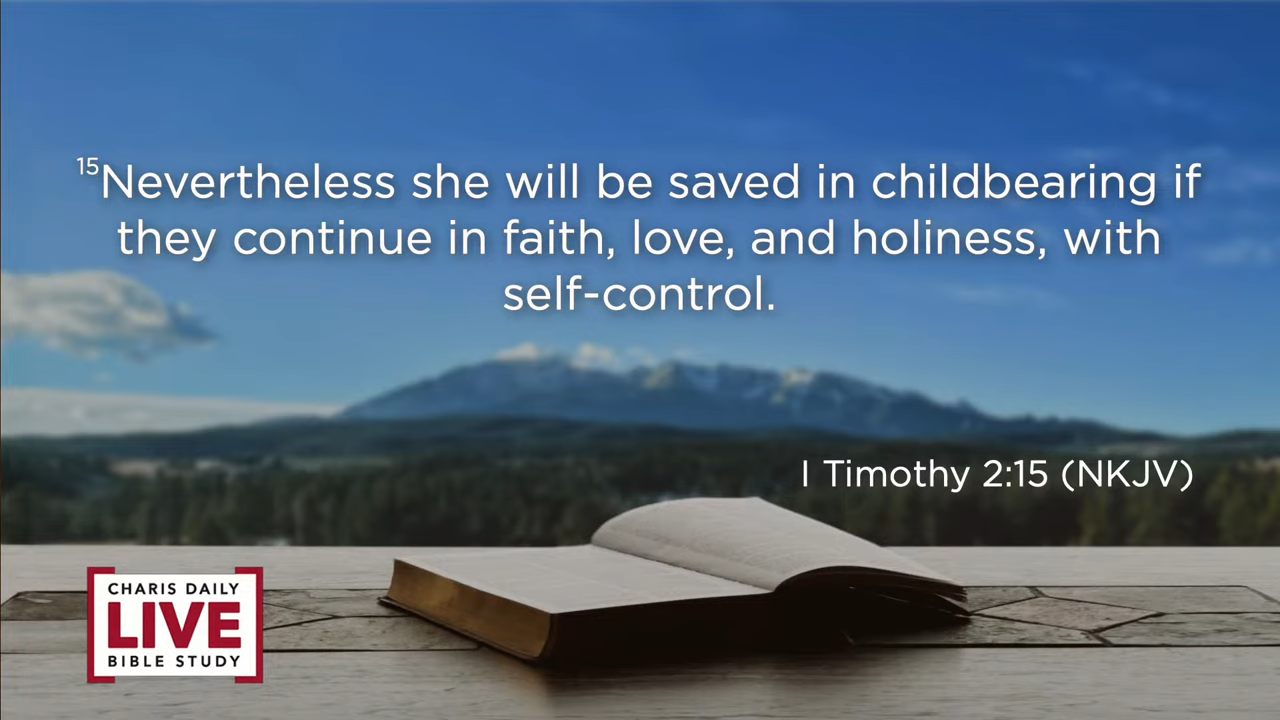 15Nevertheless she will be saved in childbearing if
they continue in faith, love, and holiness, with
self-control.
I Timothy 2:15 (NKJV)
CHARIS DAILY
LIVE
BIBLE STUDY